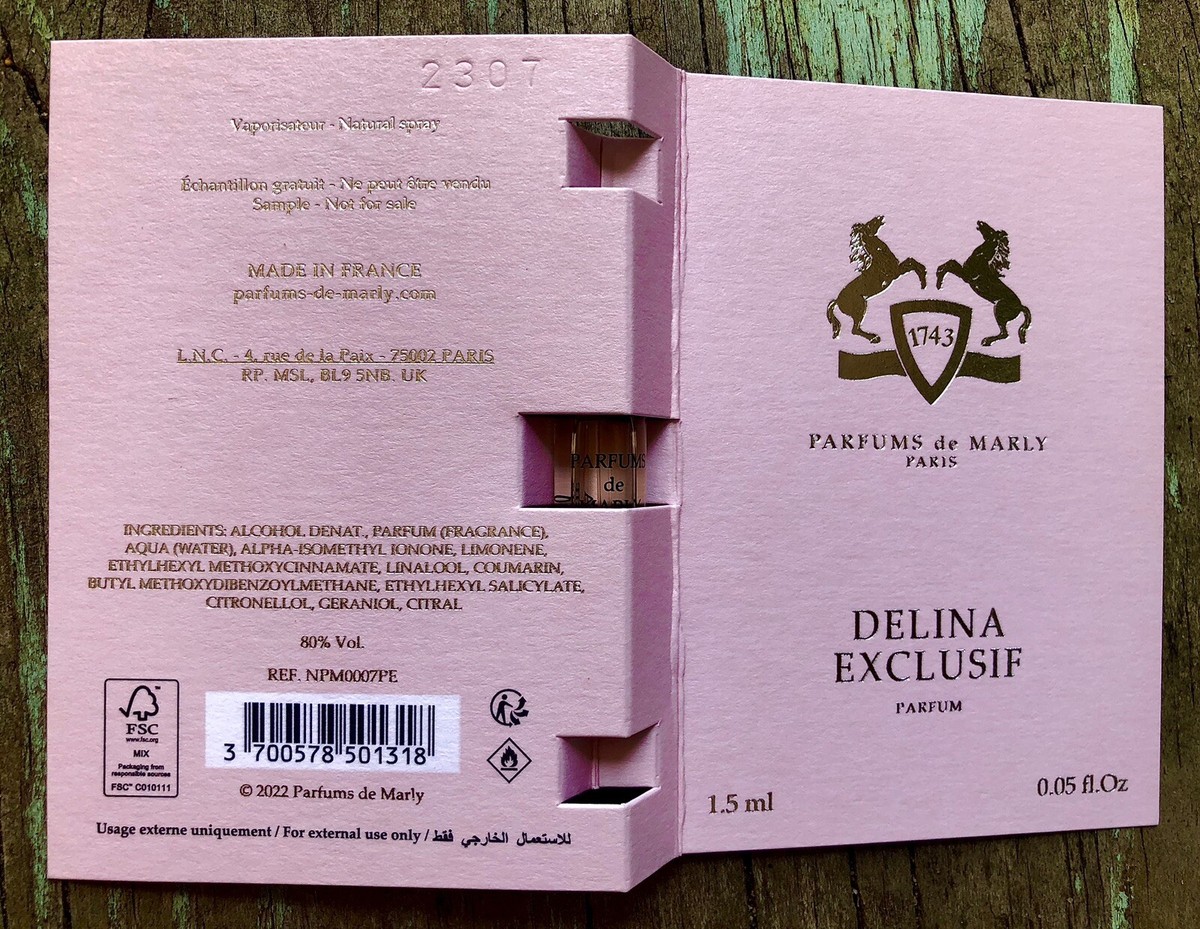 2307
Vaporisateur - Natural spray
Échantillon gratuit - Ne peut être vendu
Sample - Not for sale
MADE IN FRANCE
parfums-de-marly.com
L.N.C. - 4, rue de la Paix - 75002 PARIS
RP. MSL, BL9 5NB. UK
INGREDIENTS: ALCOHOL DENAT., PARFUM (FRAGRANCE),
AQUA (WATER), ALPHA-ISOMETHYL IONONE, LIMONENE,
ETHYLHEXYL METHOXYCINNAMATE, LINALOOL, COUMARIN,
BUTYL METHOXYDIBENZOYLMETHANE, ETHYLHEXYL SALICYLATE,
CITRONELLOL, GERANIOL, CITRAL
80% Vol.
REF. NPM0007PE
FSC
www.fsc.org
MIX
Packaging from
responsible sources
FSC™ C010111
3 700578 501318
© 2022 Parfums de Marly
Usage externe uniquement / For external use only / للاستعمال الخارجي فقط
PARFUMS
de
MARLY
1743
PARFUMS de MARLY
PARIS
DELINA
EXCLUSIF
PARFUM
1.5 ml
0.05 fl.Oz